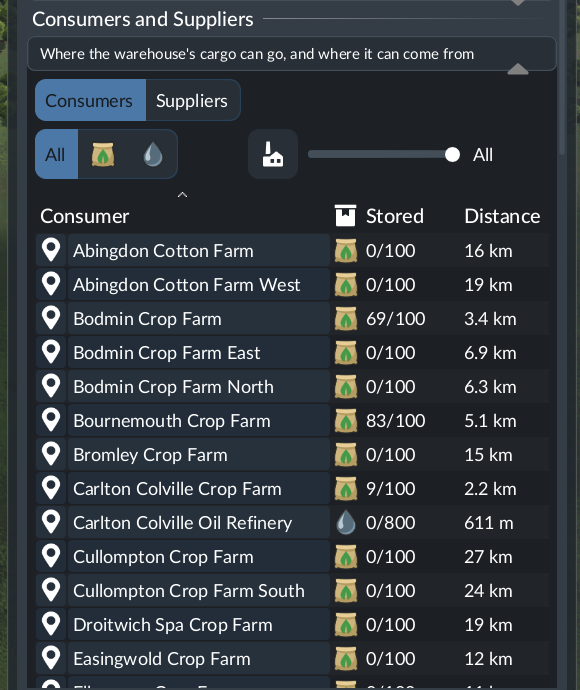 Consumers and Suppliers
Where the warehouse's cargo can go, and where it can come from
Consumers Suppliers
All All
Consumer Stored Distance
Abingdon Cotton Farm 0/100 16 km
Abingdon Cotton Farm West 0/100 19 km
Bodmin Crop Farm 69/100 3.4 km
Bodmin Crop Farm East 0/100 6.9 km
Bodmin Crop Farm North 0/100 6.3 km
Bournemouth Crop Farm 83/100 5.1 km
Bromley Crop Farm 0/100 15 km
Carlton Colville Crop Farm 9/100 2.2 km
Carlton Colville Oil Refinery 0/800 611 m
Cullompton Crop Farm 0/100 27 km
Cullompton Crop Farm South 0/100 24 km
Droitwich Spa Crop Farm 0/100 19 km
Easingwold Crop Farm 0/100 12 km